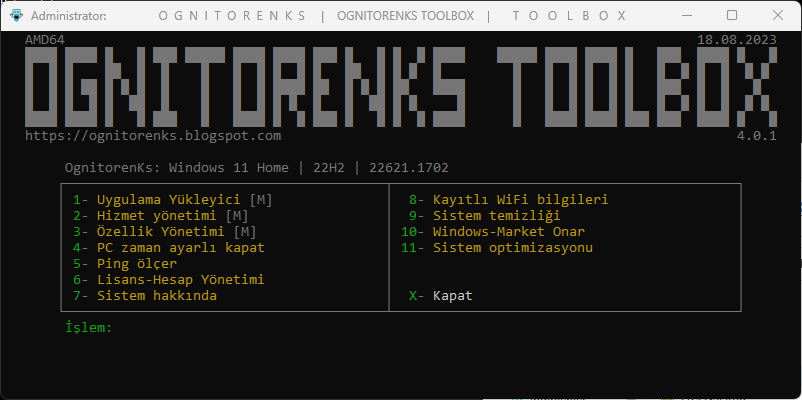 Administrator: O G N I T O R E N K S | OGNITORENKS TOOLBOX | T O O L B O X
AMD64 18.08.2023
OGNITORENKS TOOLBOX
https://ognitorenks.blogspot.com 4.0.1
OgnitorenKs: Windows 11 Home | 22H2 | 22621.1702
1- Uygulama Yükleyici [M]
2- Hizmet yönetimi [M]
3- Özellik Yönetimi [M]
4- PC zaman ayarlı kapat
5- Ping ölçer
6- Lisans-Hesap Yönetimi
7- Sistem hakkında
8- Kayıtlı WiFi bilgileri
9- Sistem temizliği
10- Windows-Market Onar
11- Sistem optimizasyonu
X- Kapat
İşlem: